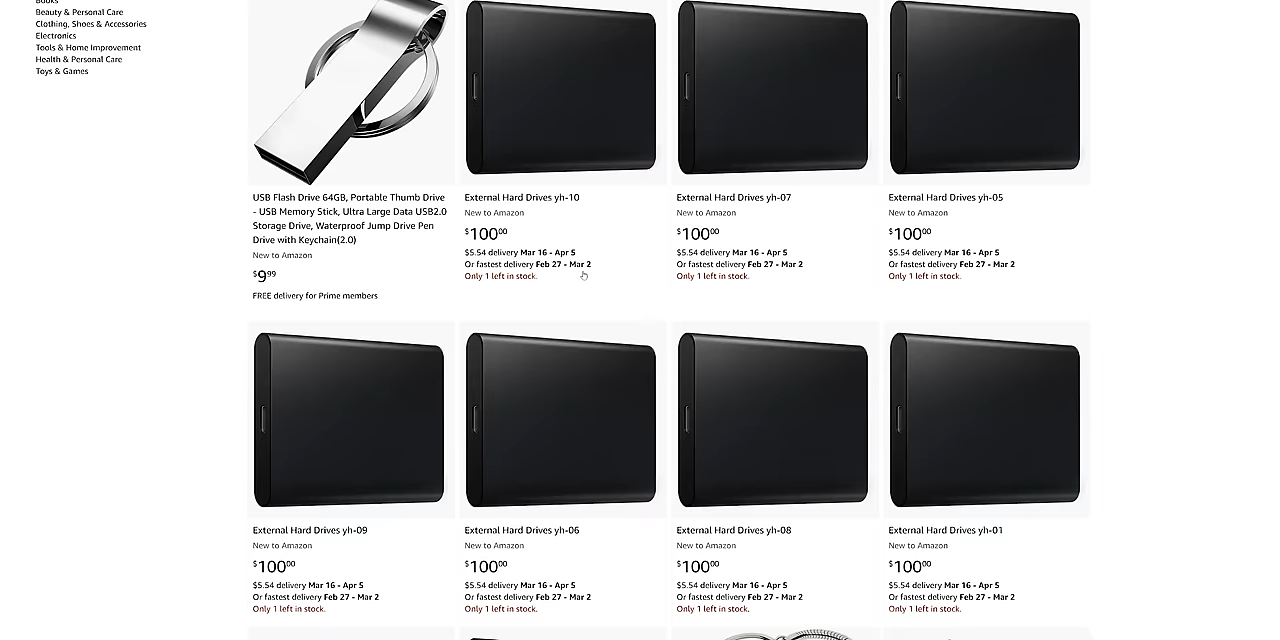 Books
Beauty & Personal Care
Clothing, Shoes & Accessories
Electronics
Tools & Home Improvement
Health & Personal Care
Toys & Games
USB Flash Drive 64GB, Portable Thumb Drive
- USB Memory Stick, Ultra Large Data USB2.0
Storage Drive, Waterproof Jump Drive Pen
Drive with Keychain(2.0)
New to Amazon
$9.99
FREE delivery for Prime members
External Hard Drives yh-10
New to Amazon
$100.00
$5.54 delivery Mar 16 - Apr 5
Or fastest delivery Feb 27 - Mar 2
Only 1 left in stock.
External Hard Drives yh-07
New to Amazon
$100.00
$5.54 delivery Mar 16 - Apr 5
Or fastest delivery Feb 27 - Mar 2
Only 1 left in stock.
External Hard Drives yh-05
New to Amazon
$100.00
$5.54 delivery Mar 16 - Apr 5
Or fastest delivery Feb 27 - Mar 2
Only 1 left in stock.
External Hard Drives yh-09
New to Amazon
$100.00
$5.54 delivery Mar 16 - Apr 5
Or fastest delivery Feb 27 - Mar 2
Only 1 left in stock.
External Hard Drives yh-06
New to Amazon
$100.00
$5.54 delivery Mar 16 - Apr 5
Or fastest delivery Feb 27 - Mar 2
Only 1 left in stock.
External Hard Drives yh-08
New to Amazon
$100.00
$5.54 delivery Mar 16 - Apr 5
Or fastest delivery Feb 27 - Mar 2
Only 1 left in stock.
External Hard Drives yh-01
New to Amazon
$100.00
$5.54 delivery Mar 16 - Apr 5
Or fastest delivery Feb 27 - Mar 2
Only 1 left in stock.